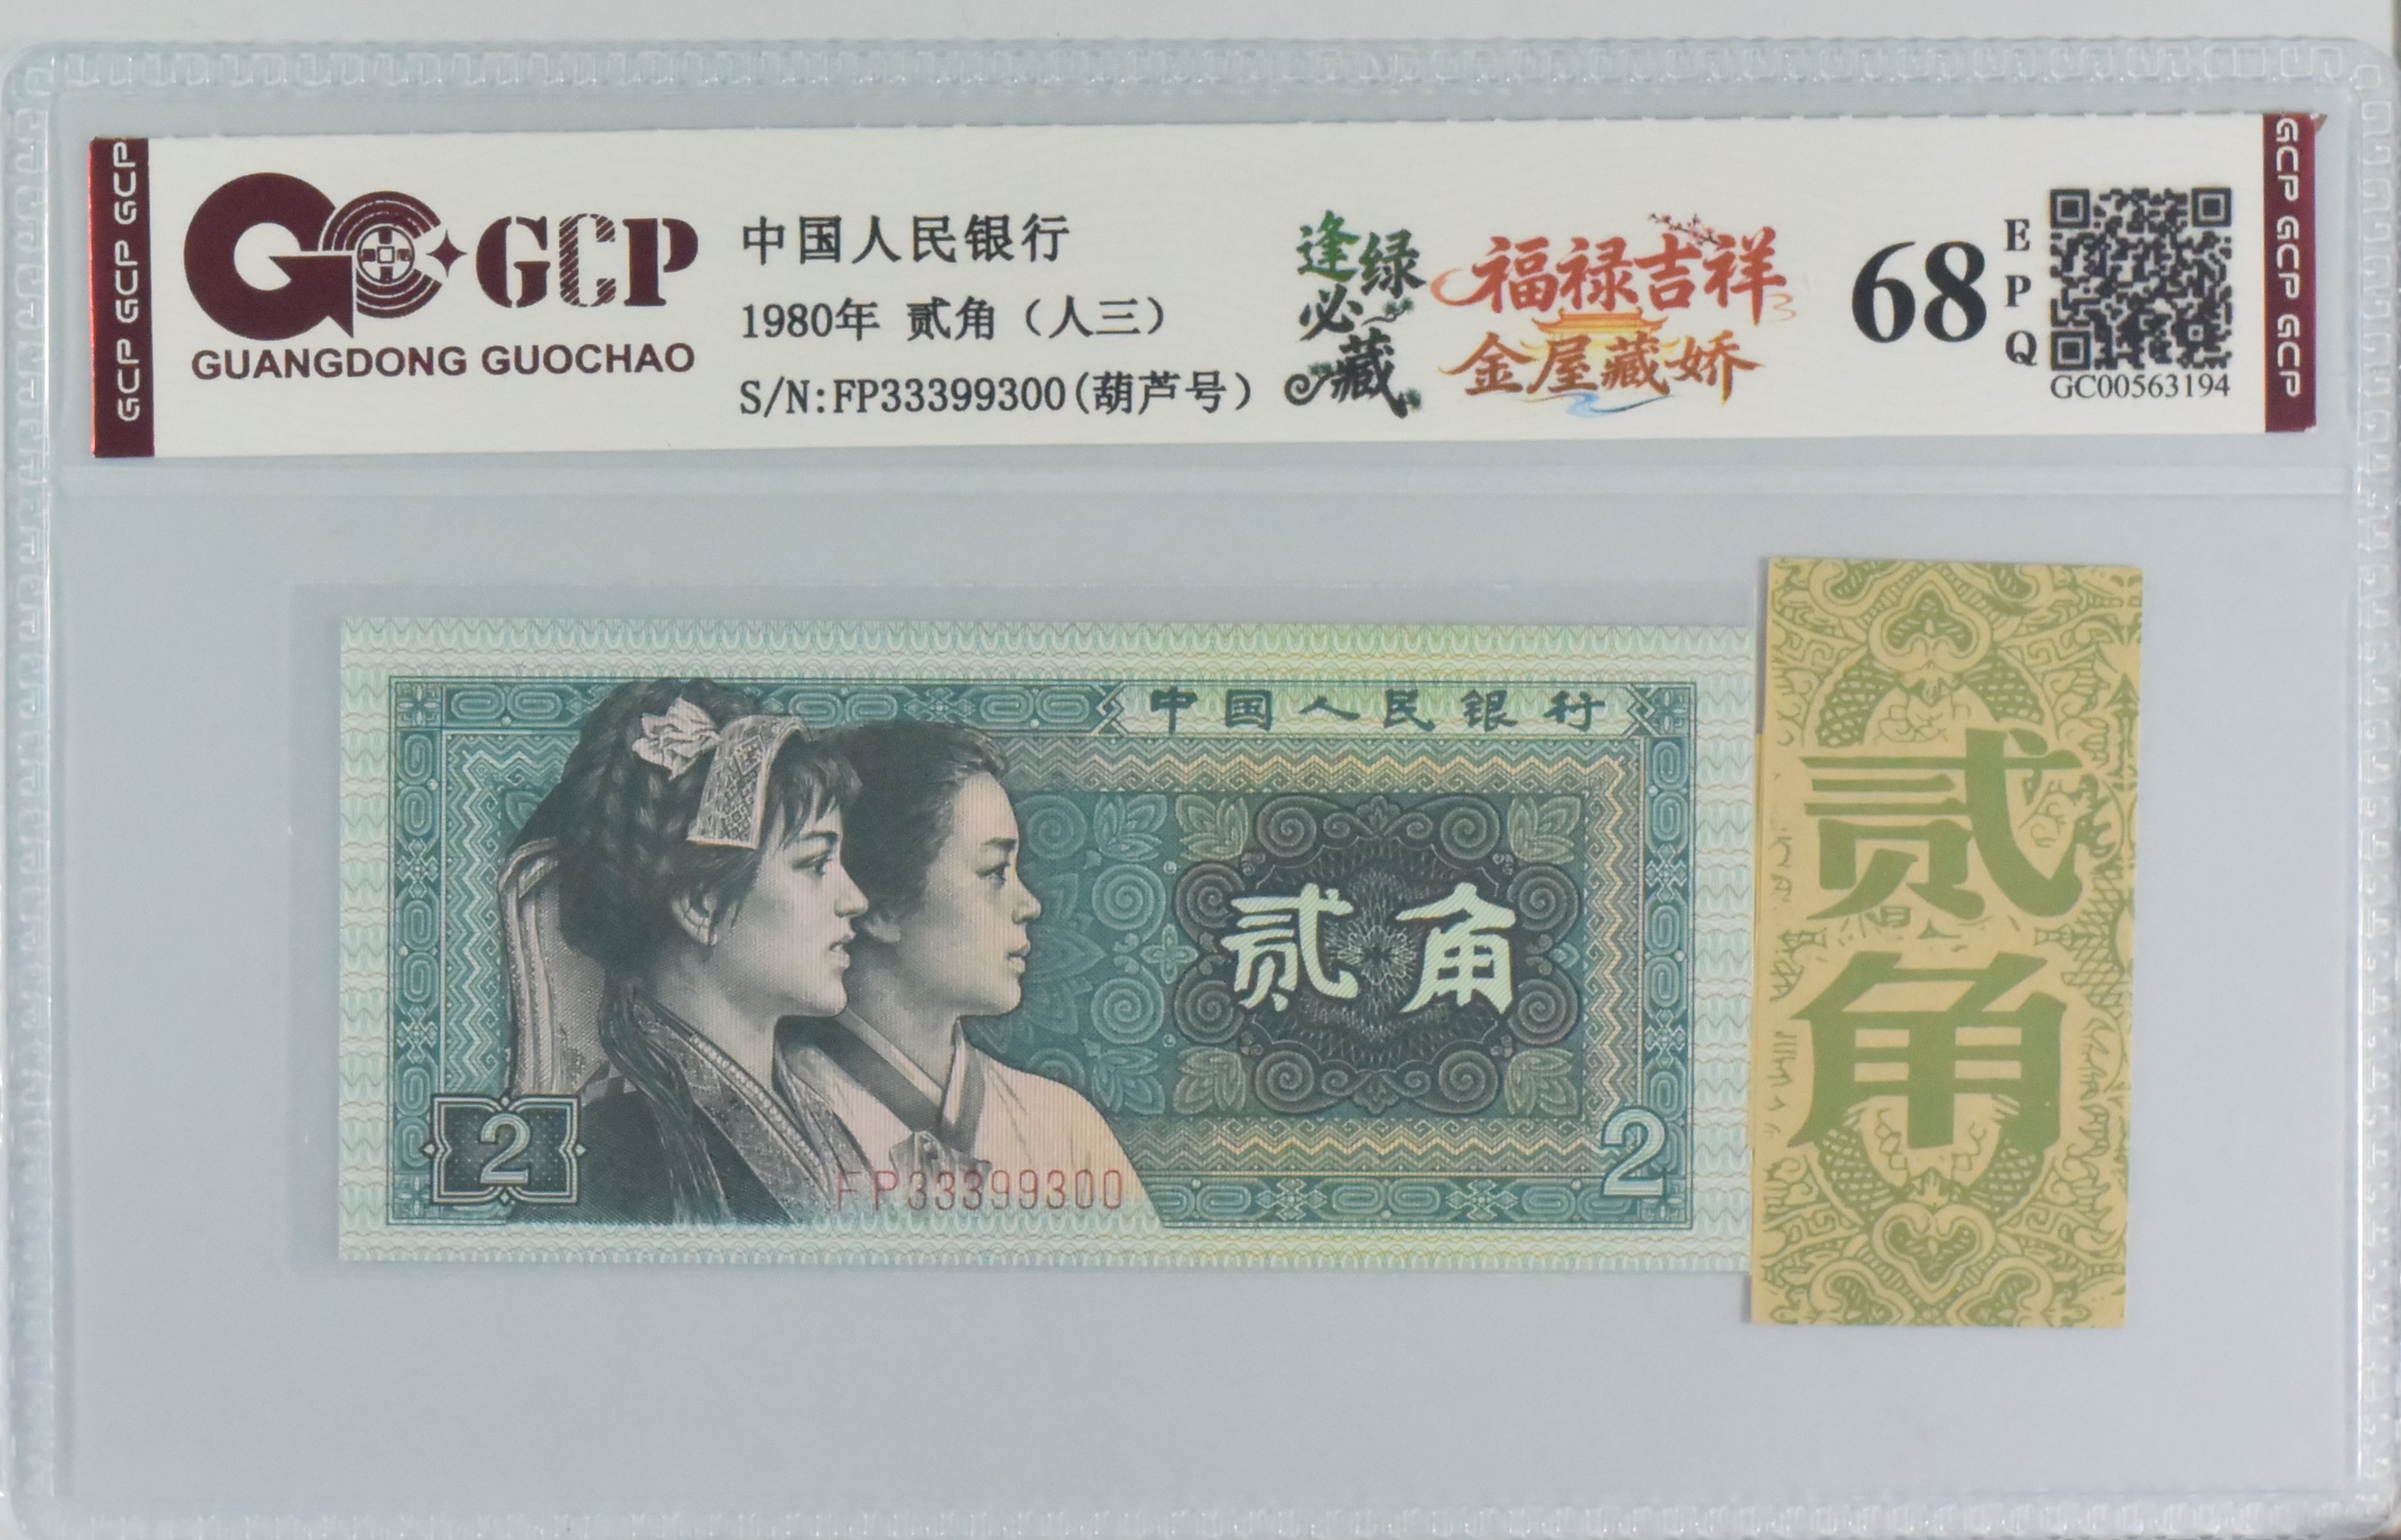 GCP GCP GCP
GCP
GUANGDONG GUOCHAO
中国人民银行
1980年 贰角（人三）
S/N:FP33399300(葫芦号)
逢绿必藏
福禄吉祥
金屋藏娇
68
EPQ
GC00563194
GCP GCP GCP
中国人民银行
贰角
2
2
FP33399300
贰角